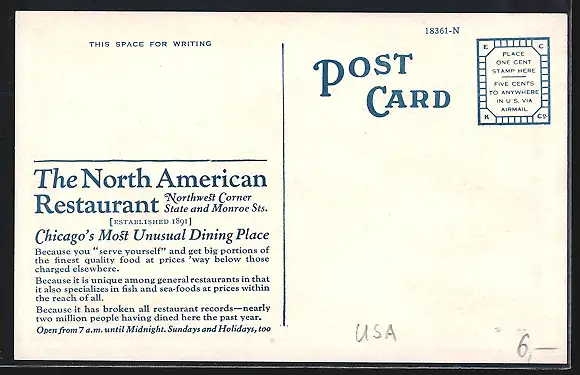 18361-N
THIS SPACE FOR WRITING
POST
CARD
E C
PLACE
ONE CENT
STAMP HERE
FIVE CENTS
TO ANYWHERE
IN U.S. VIA
AIRMAIL
K Co
The North American
Restaurant Northwest Corner
State and Monroe Sts.
[ESTABLISHED 1891]
Chicago's Most Unusual Dining Place
Because you "serve yourself" and get big portions of
the finest quality food at prices 'way below those
charged elsewhere.
Because it is unique among general restaurants in that
it also specializes in fish and sea-foods at prices within
the reach of all.
Because it has broken all restaurant records—nearly
two million people having dined here the past year.
Open from 7 a.m. until Midnight. Sundays and Holidays, too
USA
6,—